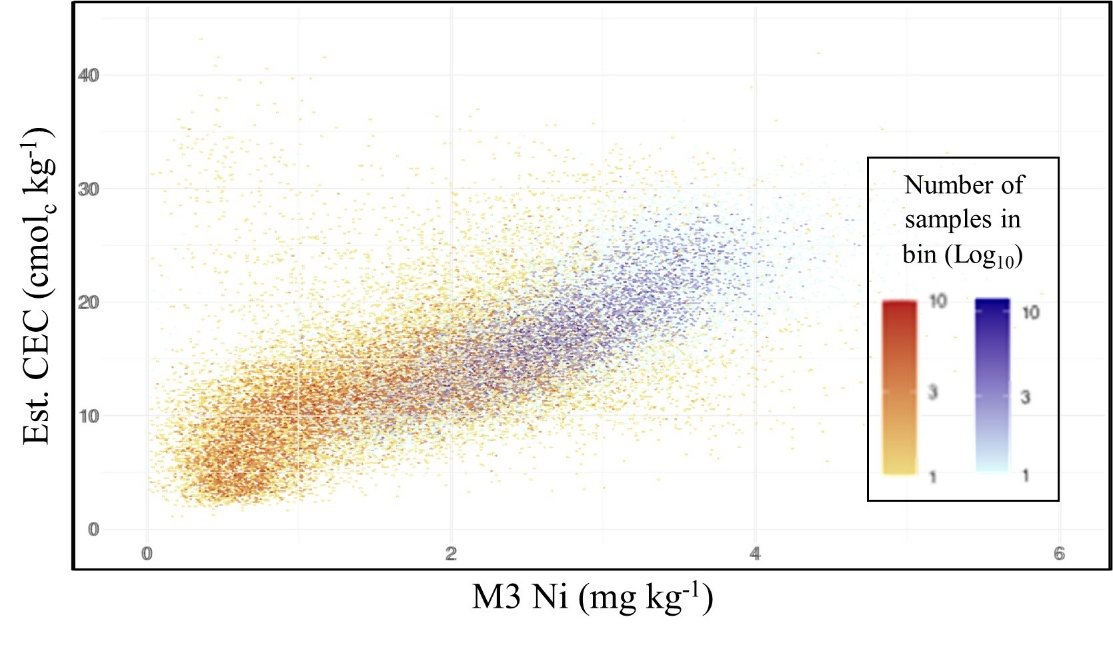 Est. CEC (cmolc kg-1)
40
30
20
10
0
0 2 4 6
M3 Ni (mg kg-1)
Number of
samples in
bin (Log10)
10 10
3 3
1 1